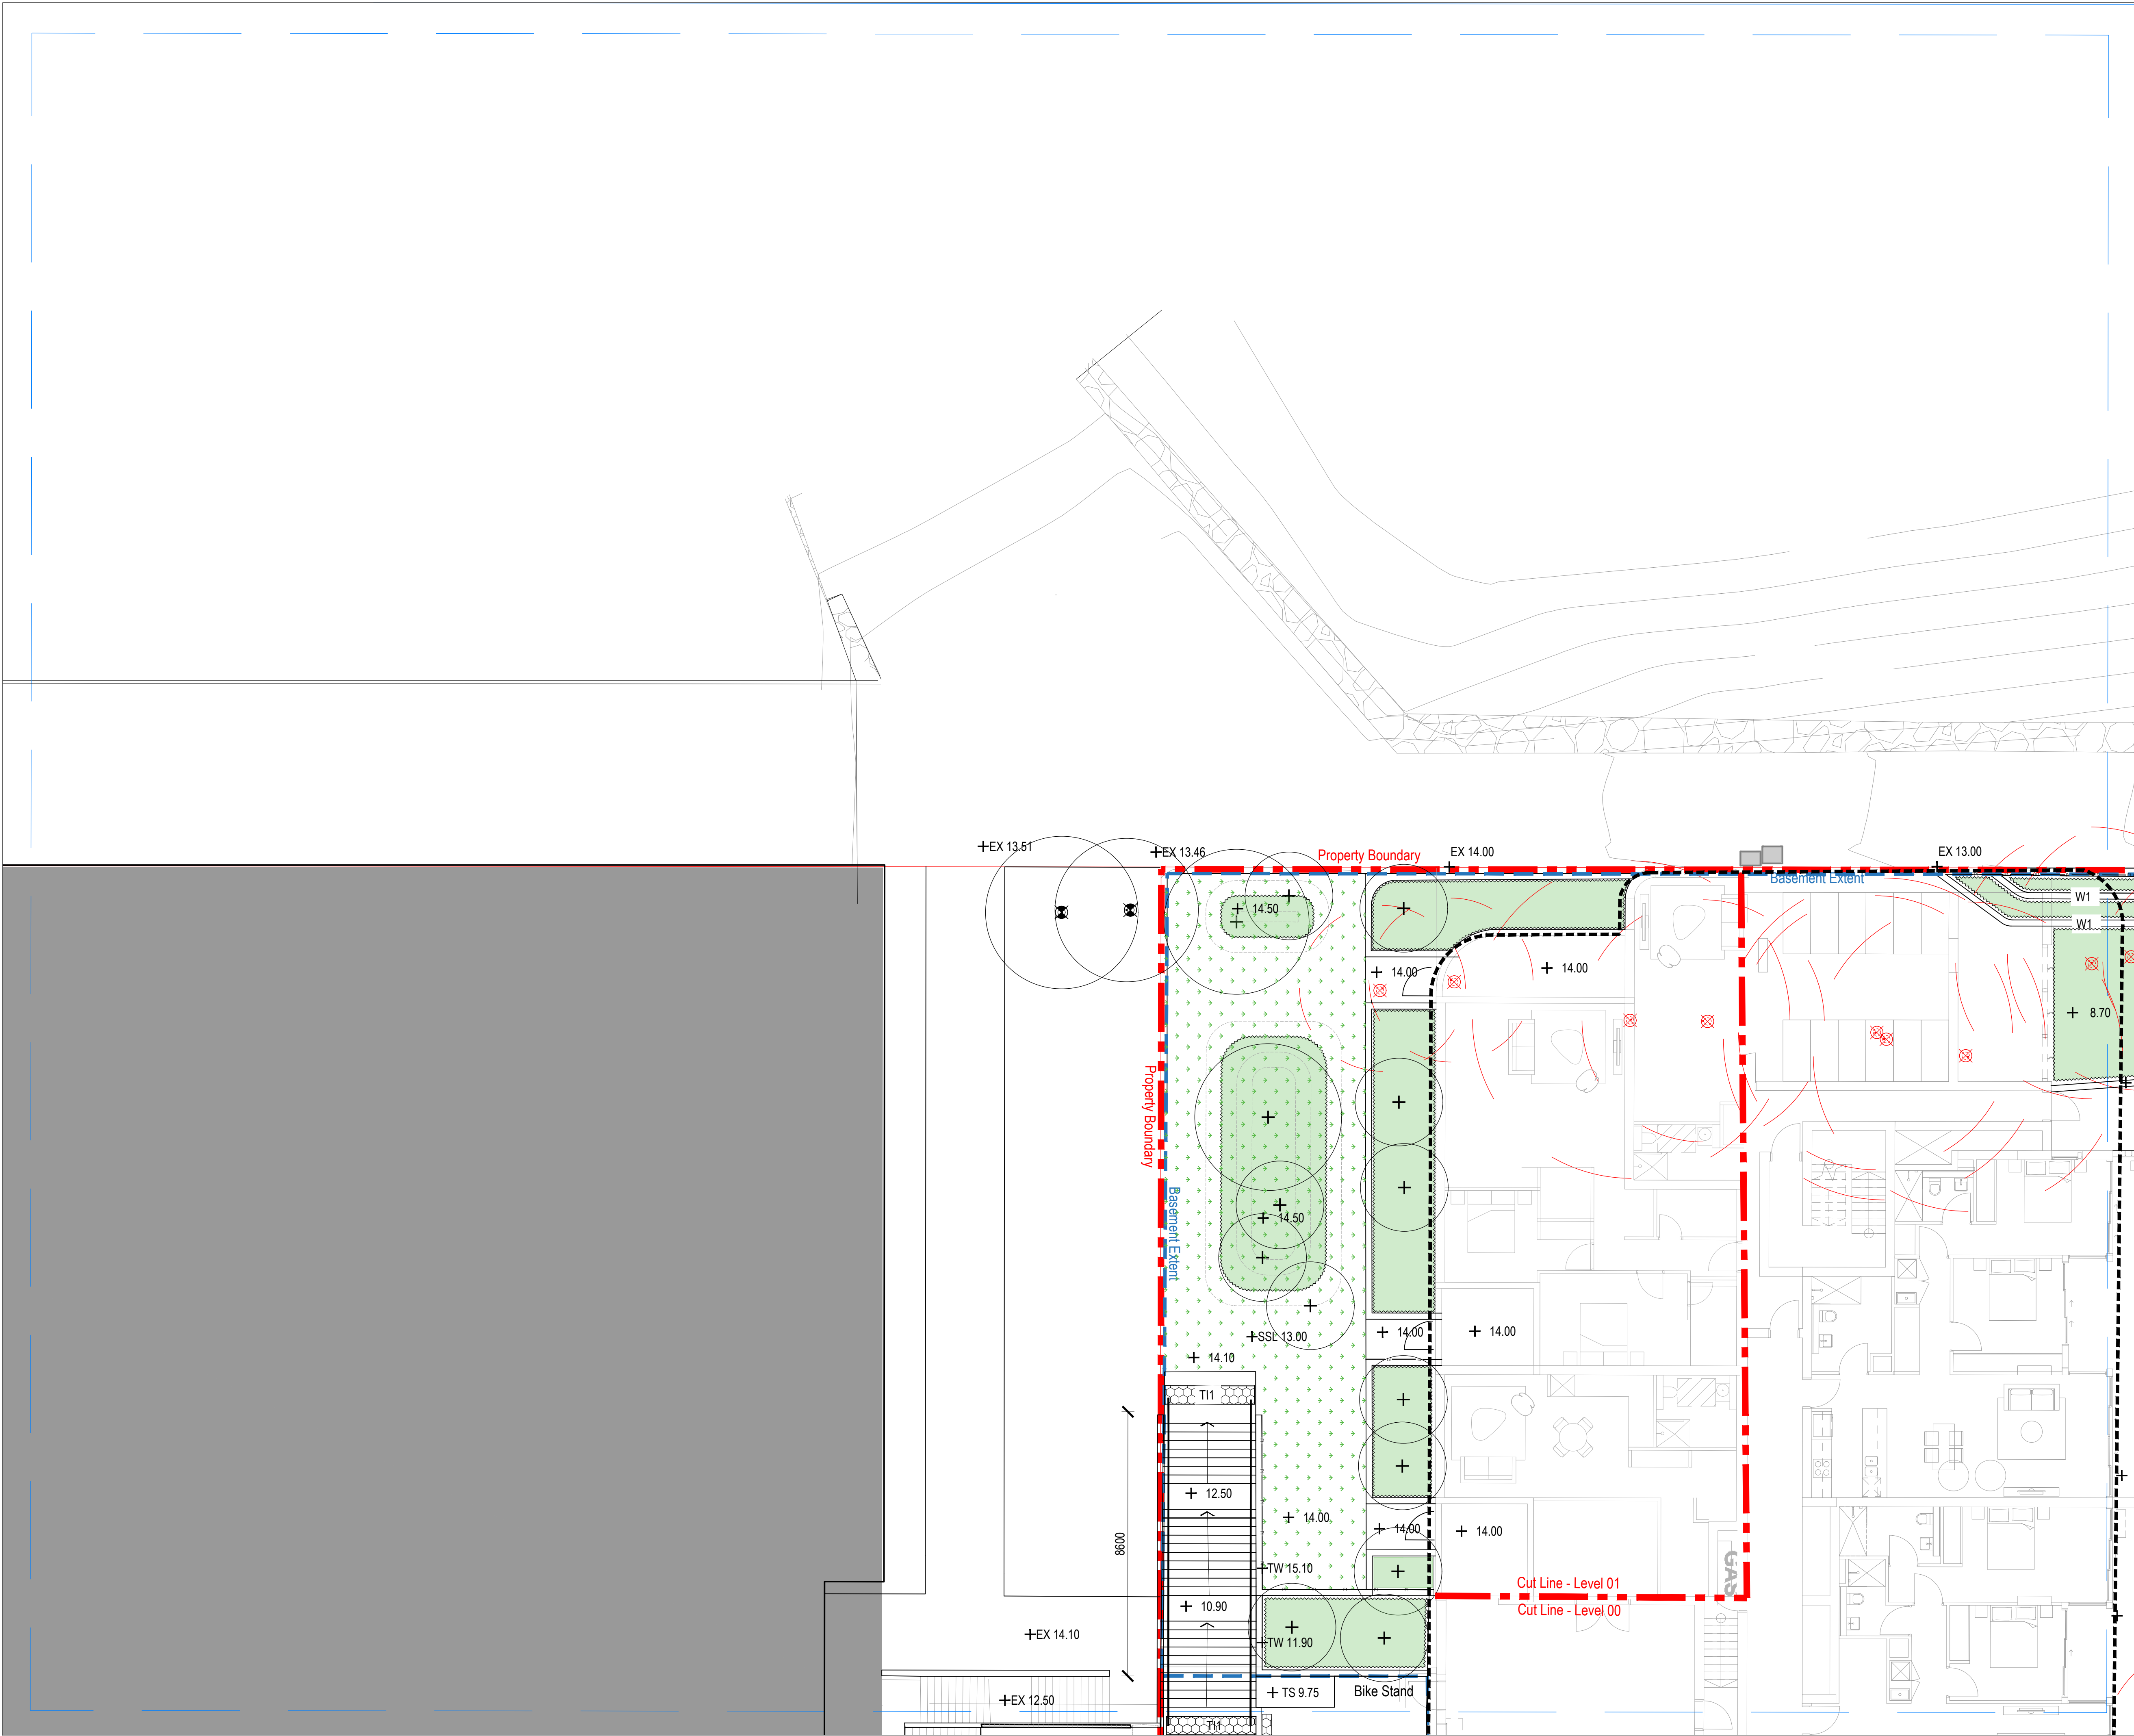 EX 13.51
EX 13.46
Property Boundary
EX 14.00
EX 13.00
Basement Extent
W1
W1
14.50
14.00
14.00
8.70
Property Boundary
Basement Extent
14.50
SSL 13.00
14.00
14.00
14.10
TI1
12.50
14.00
14.00
14.00
8600
TW 15.10
GAS
Cut Line - Level 01
Cut Line - Level 00
10.90
EX 14.10
TW 11.90
TS 9.75
Bike Stand
EX 12.50
TI1